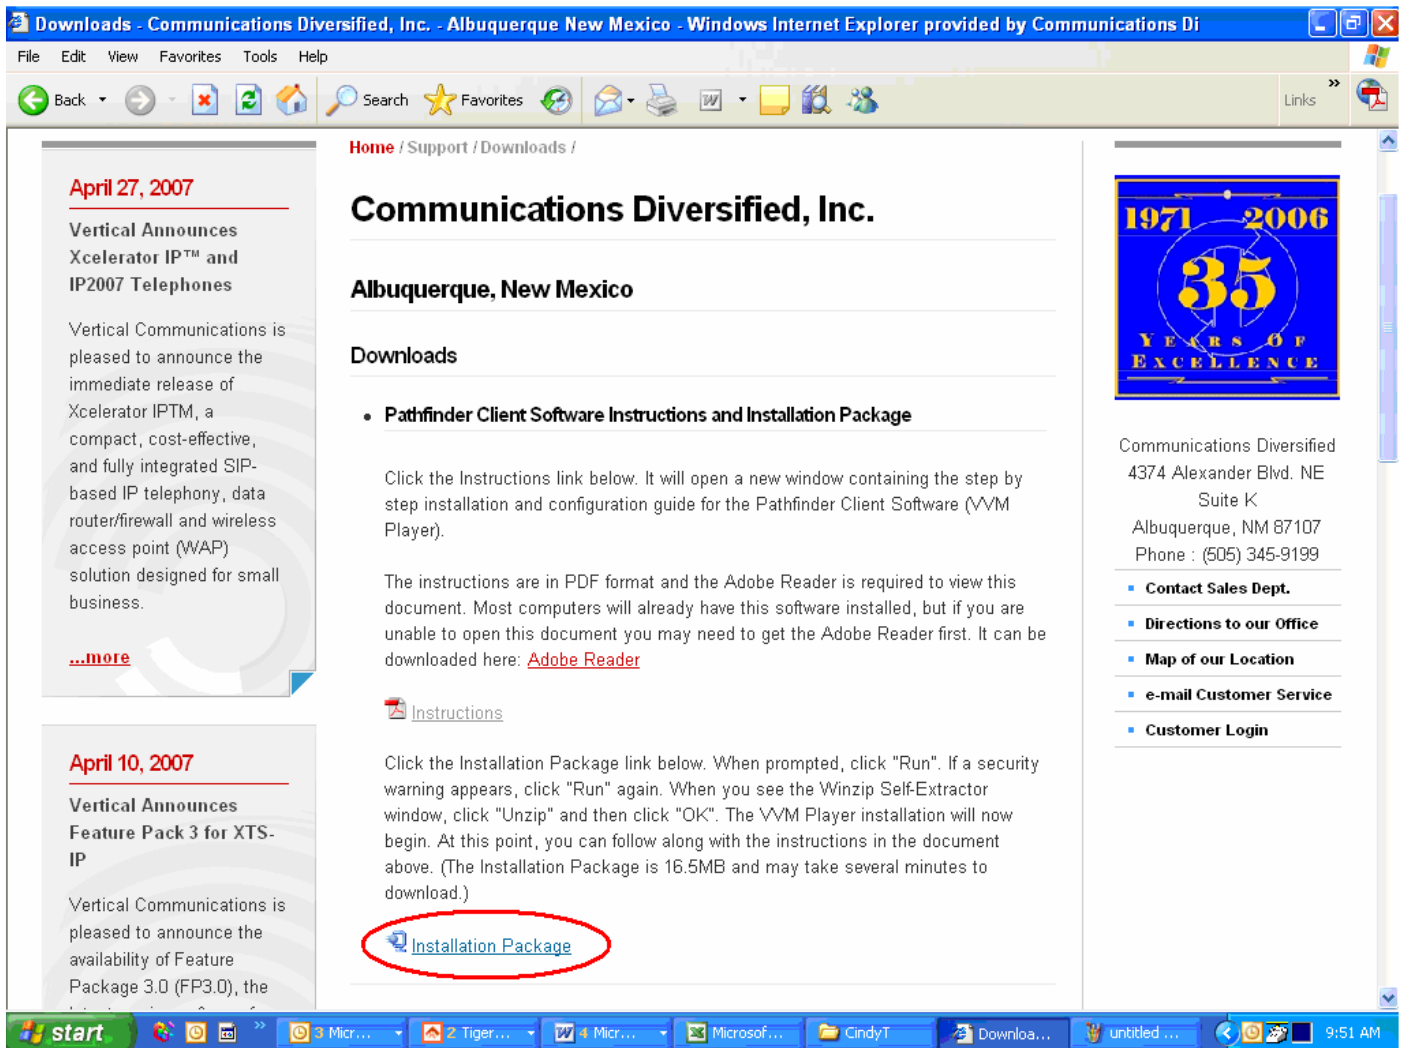 Downloads - Communications Diversified, Inc. - Albuquerque New Mexico - Windows Internet Explorer provided by Communications Di
File Edit View Favorites Tools Help
Back Search Favorites Links
Home / Support / Downloads /
April 27, 2007
Vertical Announces
Xcelerator IP™ and
IP2007 Telephones
Vertical Communications is
pleased to announce the
immediate release of
Xcelerator IPTM, a
compact, cost-effective,
and fully integrated SIP-
based IP telephony, data
router/firewall and wireless
access point (WAP)
solution designed for small
business.
...more
April 10, 2007
Vertical Announces
Feature Pack 3 for XTS-
IP
Vertical Communications is
pleased to announce the
availability of Feature
Package 3.0 (FP3.0), the
Communications Diversified, Inc.
Albuquerque, New Mexico
Downloads
• Pathfinder Client Software Instructions and Installation Package
Click the Instructions link below. It will open a new window containing the step by
step installation and configuration guide for the Pathfinder Client Software (VVM
Player).
The instructions are in PDF format and the Adobe Reader is required to view this
document. Most computers will already have this software installed, but if you are
unable to open this document you may need to get the Adobe Reader first. It can be
downloaded here: Adobe Reader
Instructions
Click the Installation Package link below. When prompted, click "Run". If a security
warning appears, click "Run" again. When you see the Winzip Self-Extractor
window, click "Unzip" and then click "OK". The VVM Player installation will now
begin. At this point, you can follow along with the instructions in the document
above. (The Installation Package is 16.5MB and may take several minutes to
download.)
Installation Package
1971 2006
35
YEARS OF
EXCELLENCE
Communications Diversified
4374 Alexander Blvd. NE
Suite K
Albuquerque, NM 87107
Phone : (505) 345-9199
Contact Sales Dept.
Directions to our Office
Map of our Location
e-mail Customer Service
Customer Login
start 3 Micr... 2 Tiger... 4 Micr... Microsof... CindyT Downloa... untitled ... 9:51 AM